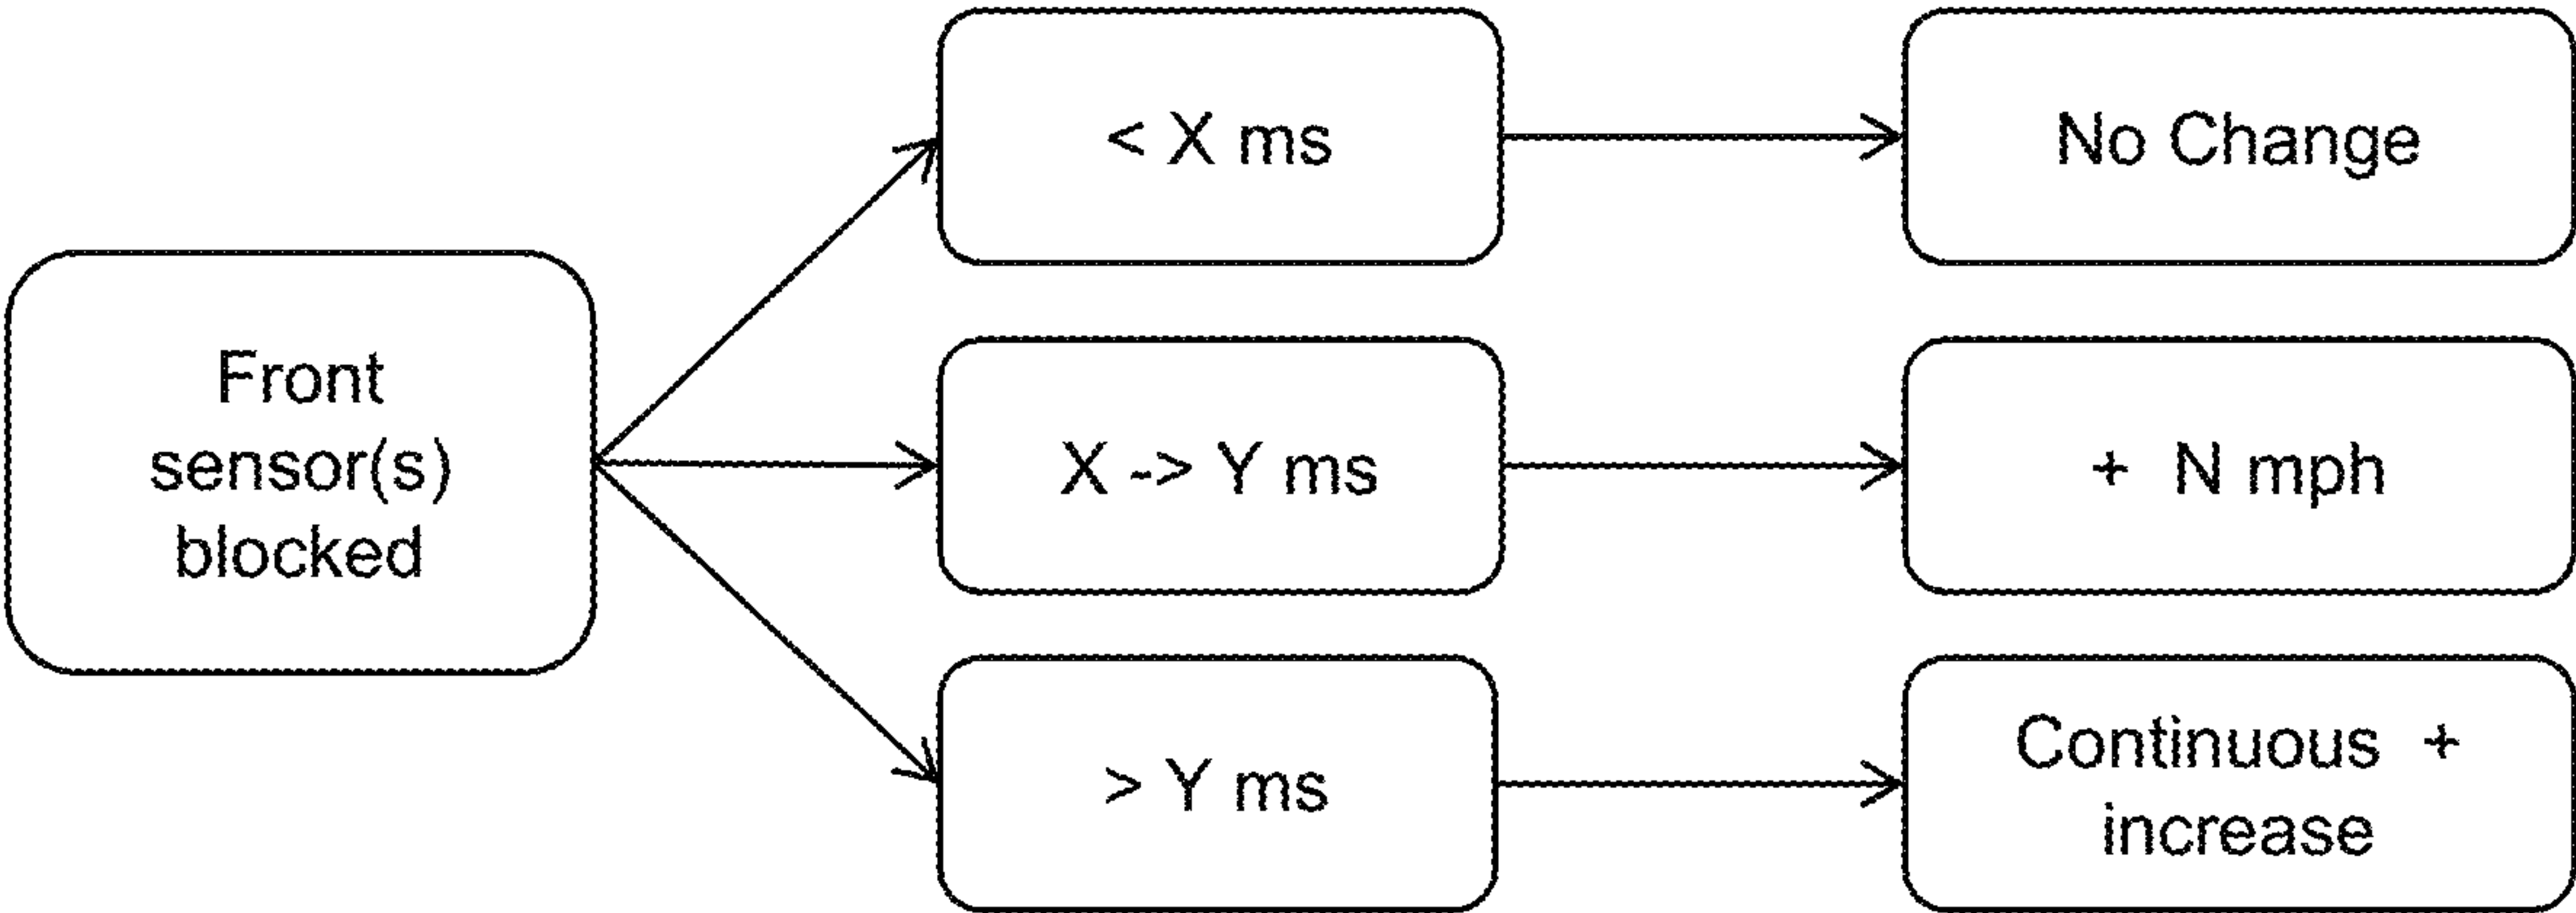 Front
sensor(s)
blocked
< X ms
No Change
X -> Y ms
+ N mph
> Y ms
Continuous +
increase